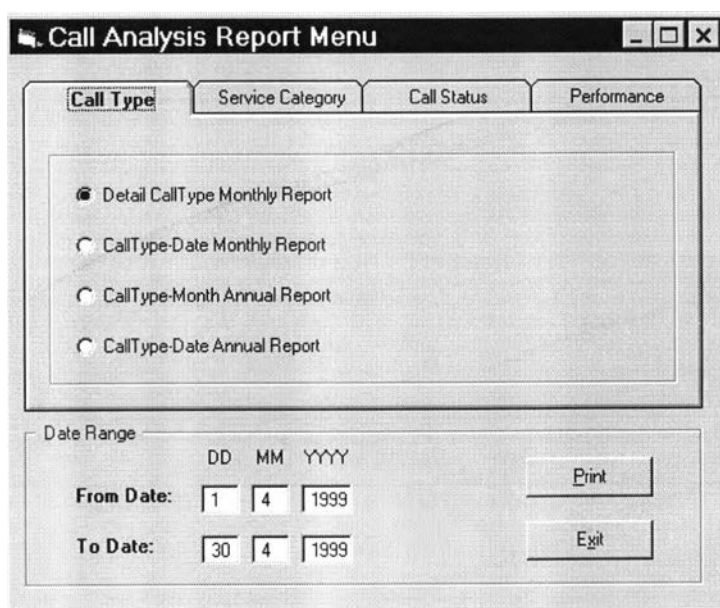 Call Analysis Report Menu
Call Type Service Category Call Status Performance
Detail CallType Monthly Report
CallType-Date Monthly Report
CallType-Month Annual Report
CallType-Date Annual Report
Date Range
DD MM YYYY
From Date: 1 4 1999
Print
To Date: 30 4 1999
Exit